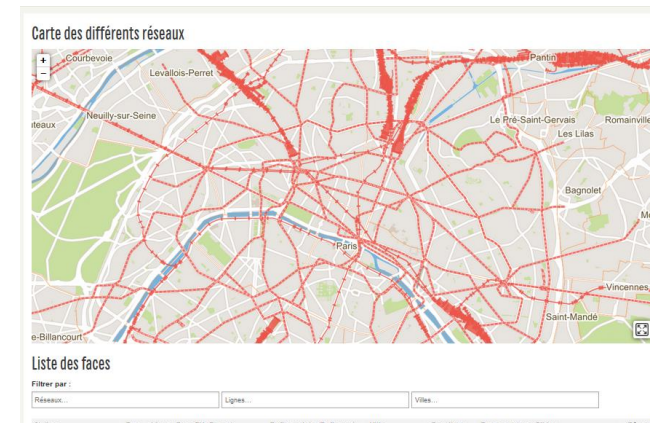 Carte des différents réseaux
+
−
Courbevoie
Pantin
Levallois-Perret
Neuilly-sur-Seine
Le Pré-Saint-Gervais
Romainville
Les Lilas
Bagnolet
Paris
Vincennes
Saint-Mandé
e-Billancourt
Liste des faces
Filtrer par :
Réseaux...
Lignes...
Villes...